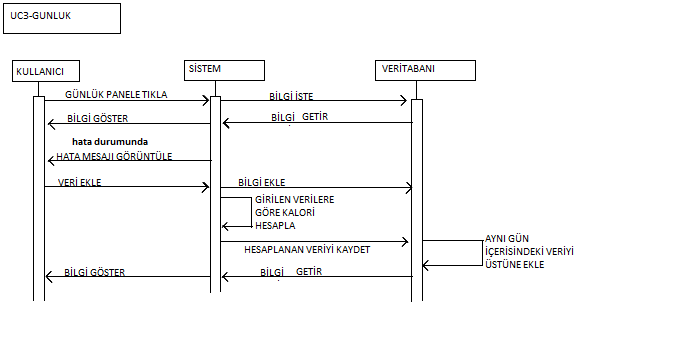 UC3-GUNLUK
KULLANICI
SİSTEM
VERİTABANI
GÜNLÜK PANELE TIKLA
BİLGİ İSTE
BİLGİ GÖSTER
BİLGİ GETİR
hata durumunda
HATA MESAJI GÖRÜNTÜLE
VERİ EKLE
BİLGİ EKLE
GİRİLEN VERİLERE
GÖRE KALORİ
HESAPLA
HESAPLANAN VERİYİ KAYDET
AYNI GÜN
İÇERİSİNDEKİ VERİYİ
ÜSTÜNE EKLE
BİLGİ GÖSTER
BİLGİ GETİR